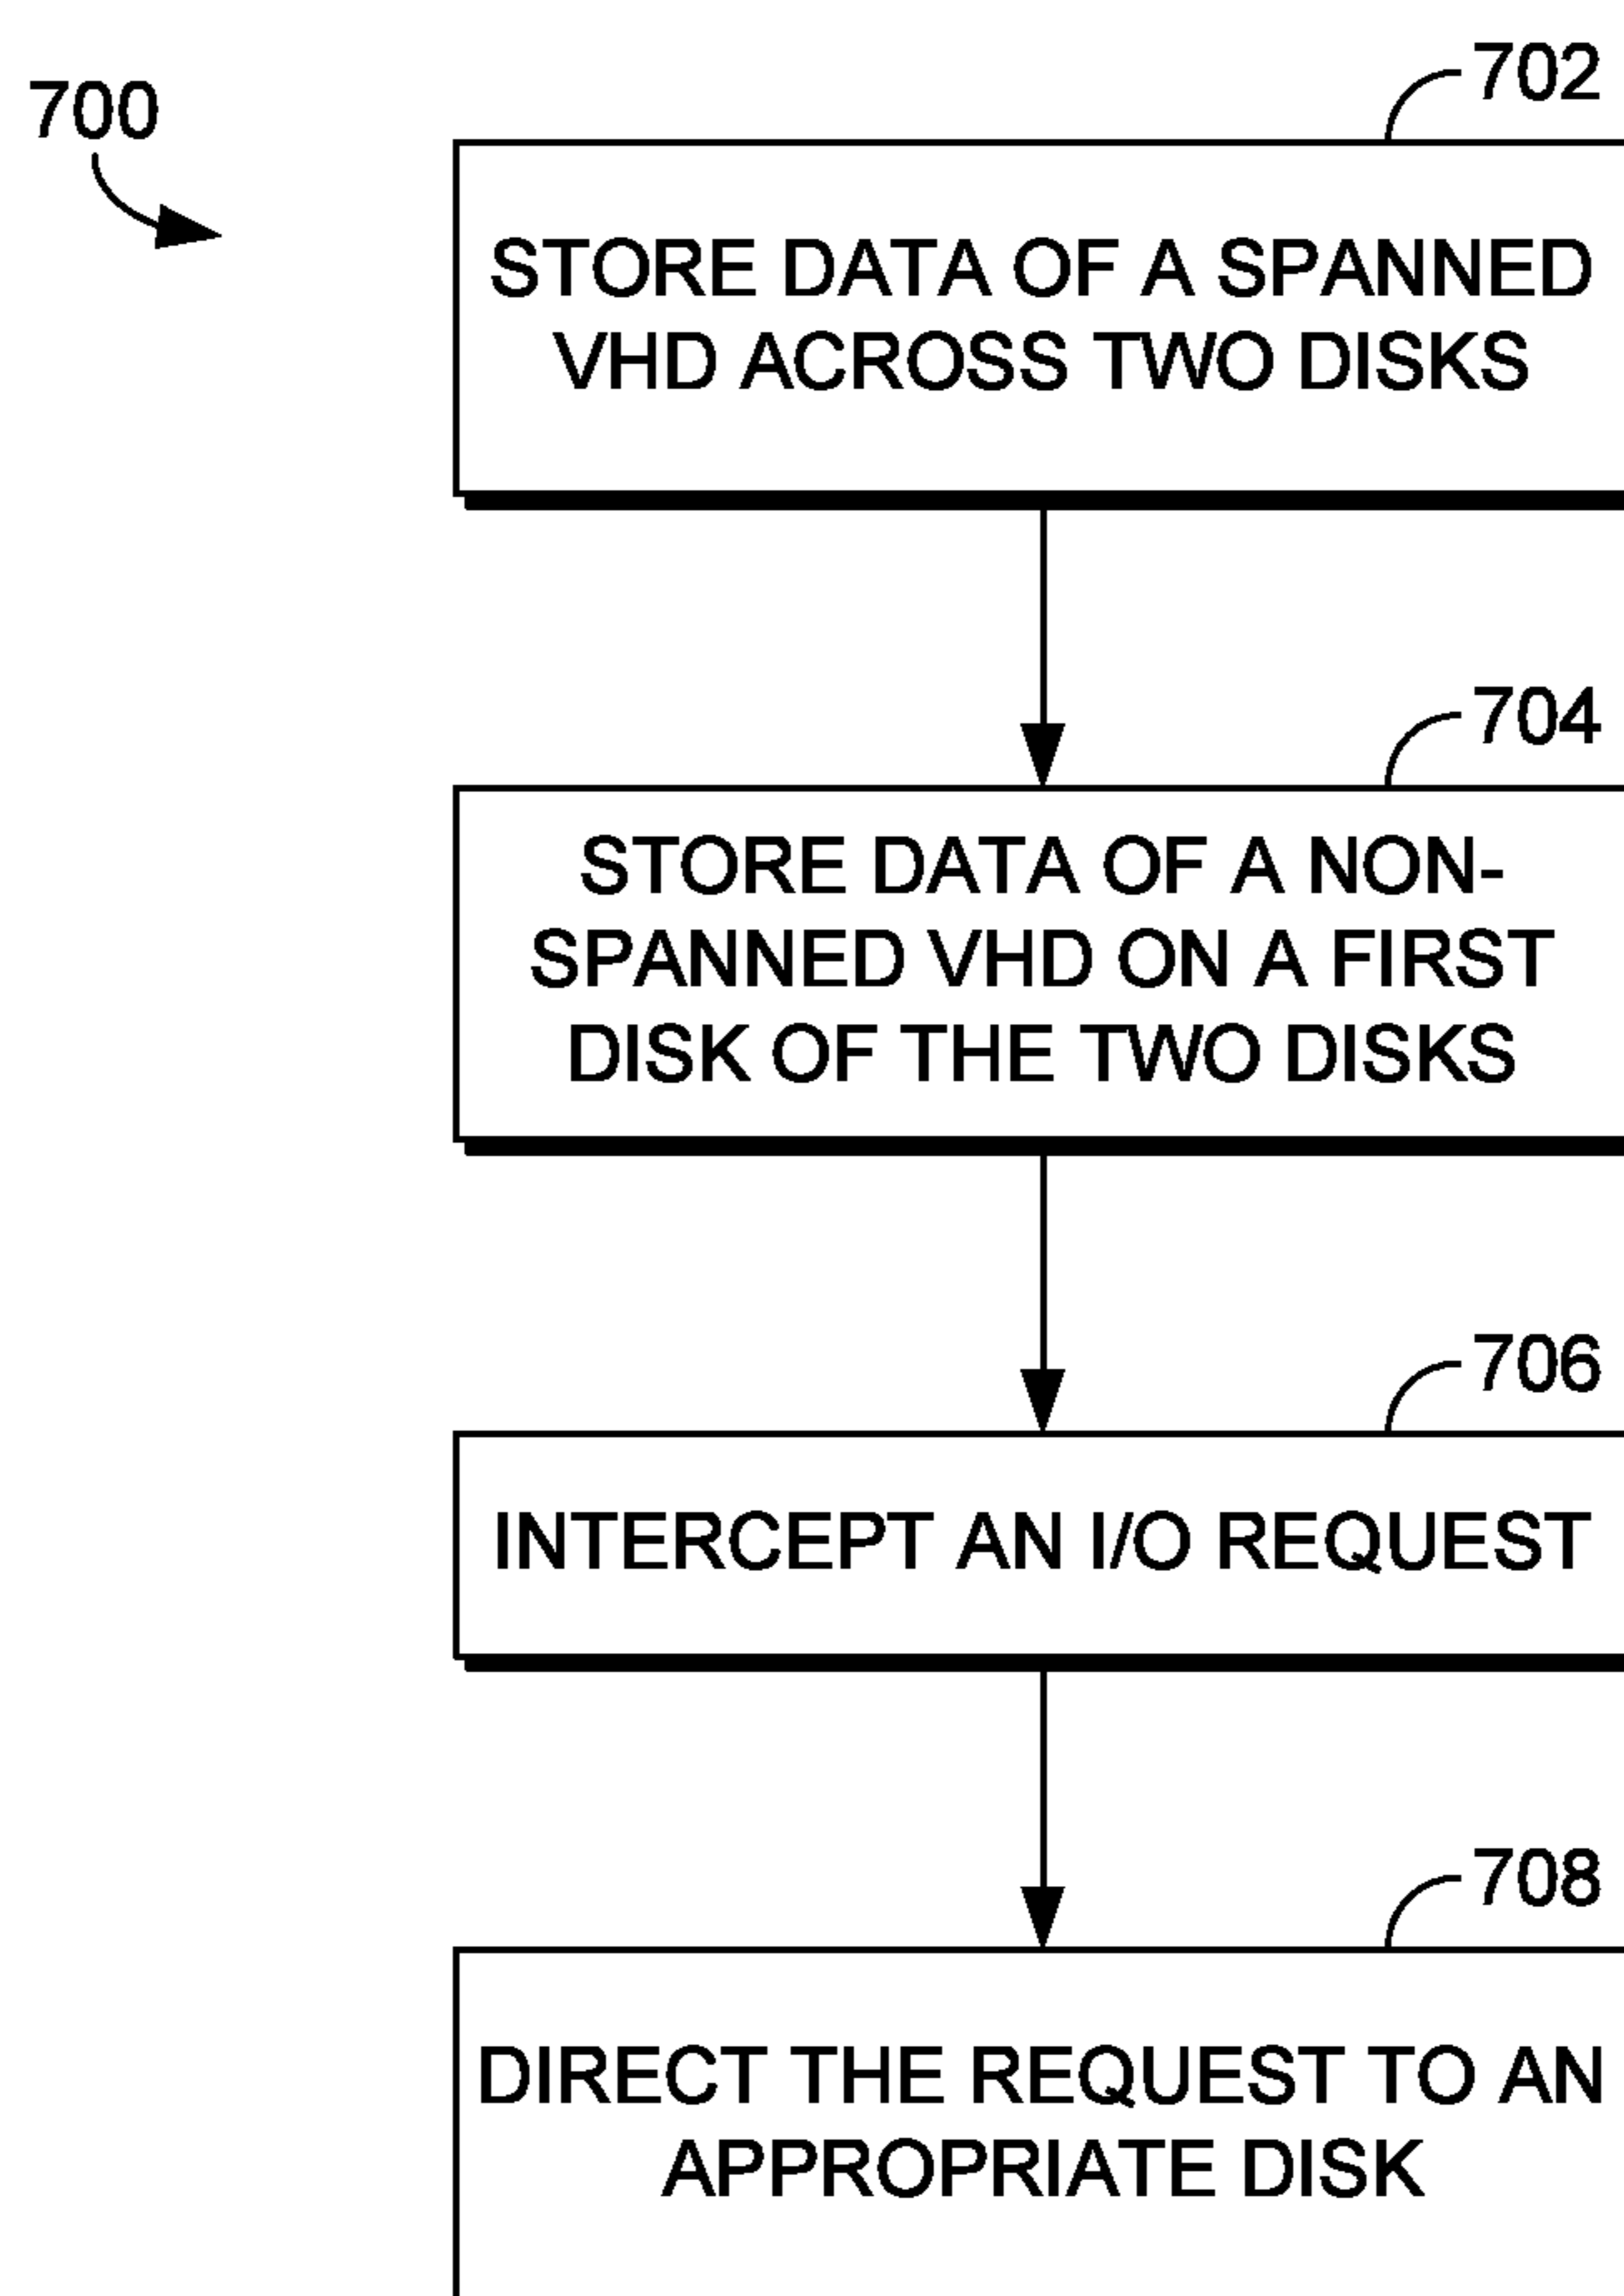 700
702
STORE DATA OF A SPANNED
VHD ACROSS TWO DISKS
704
STORE DATA OF A NON-
SPANNED VHD ON A FIRST
DISK OF THE TWO DISKS
706
INTERCEPT AN I/O REQUEST
708
DIRECT THE REQUEST TO AN
APPROPRIATE DISK